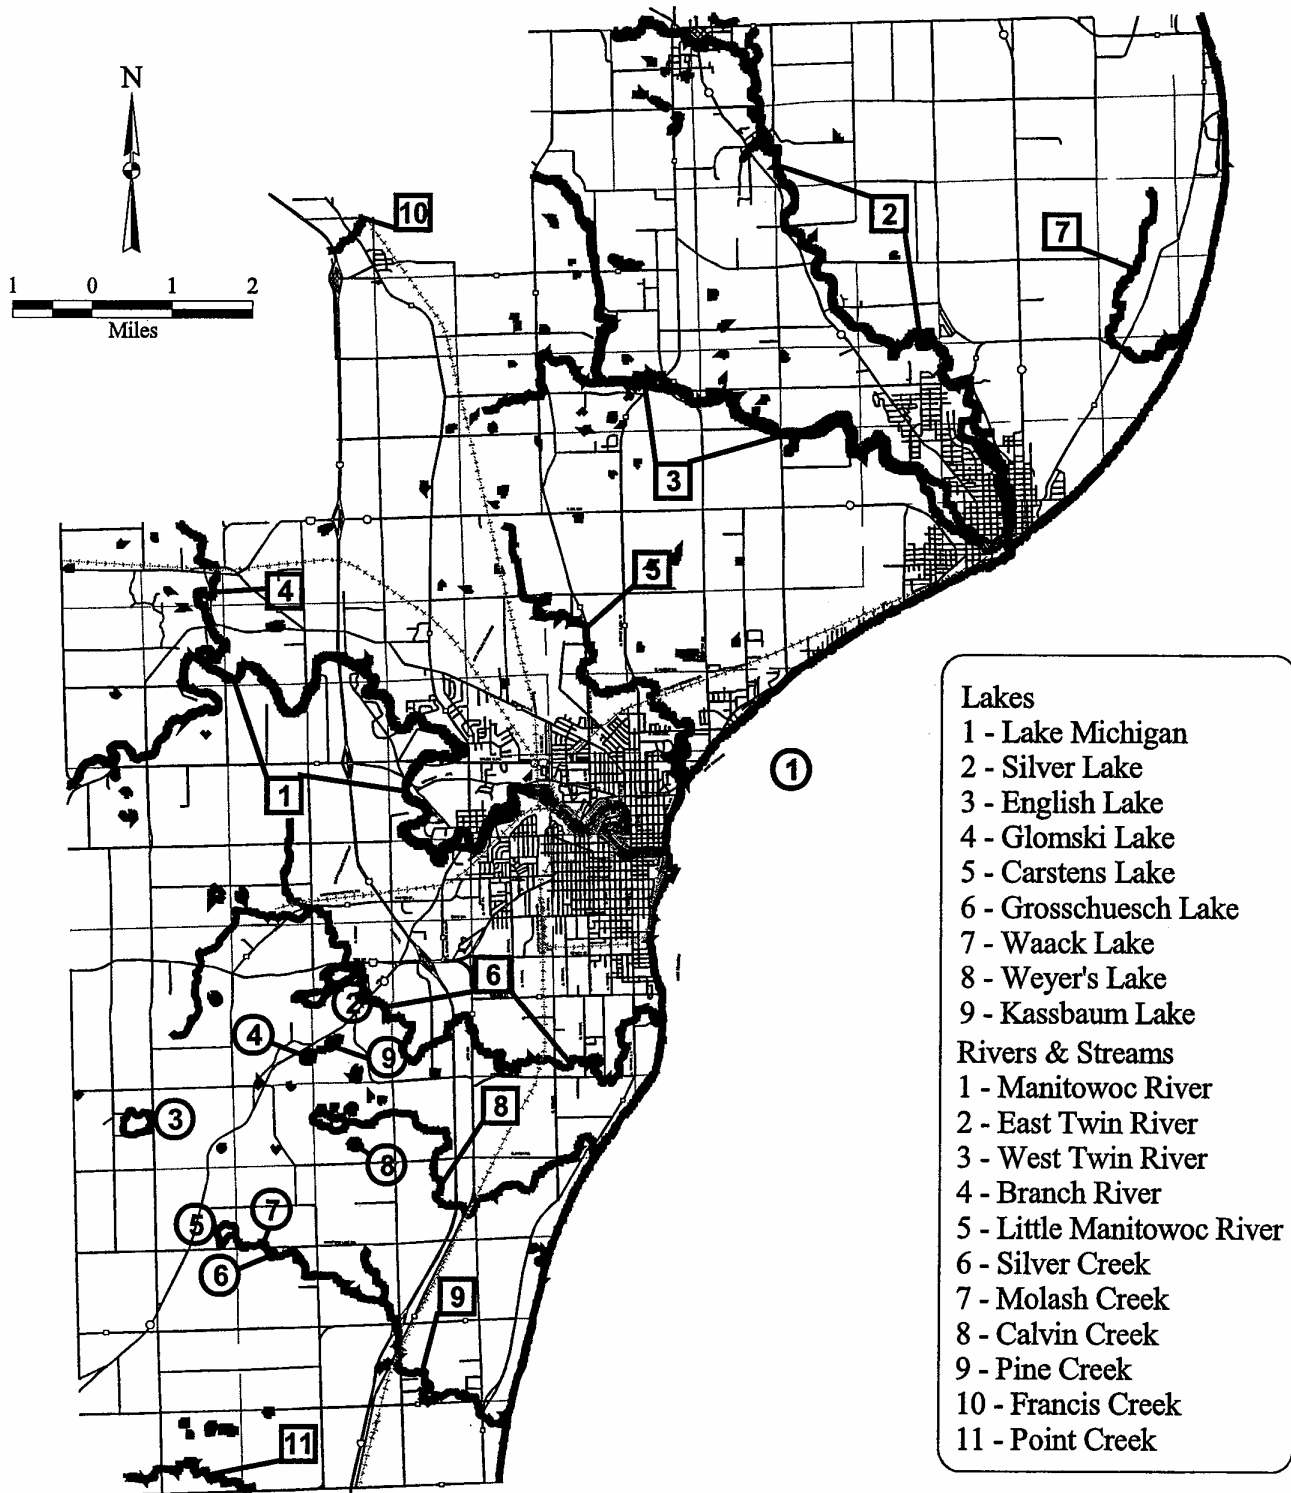 N
1 0 1 2
Miles
10
2
7
3
5
4
1
1
6
2
4
9
3
8
8
5
7
6
9
11
Lakes
1 - Lake Michigan
2 - Silver Lake
3 - English Lake
4 - Glomski Lake
5 - Carstens Lake
6 - Grosschuesch Lake
7 - Waack Lake
8 - Weyer's Lake
9 - Kassbaum Lake
Rivers & Streams
1 - Manitowoc River
2 - East Twin River
3 - West Twin River
4 - Branch River
5 - Little Manitowoc River
6 - Silver Creek
7 - Molash Creek
8 - Calvin Creek
9 - Pine Creek
10 - Francis Creek
11 - Point Creek